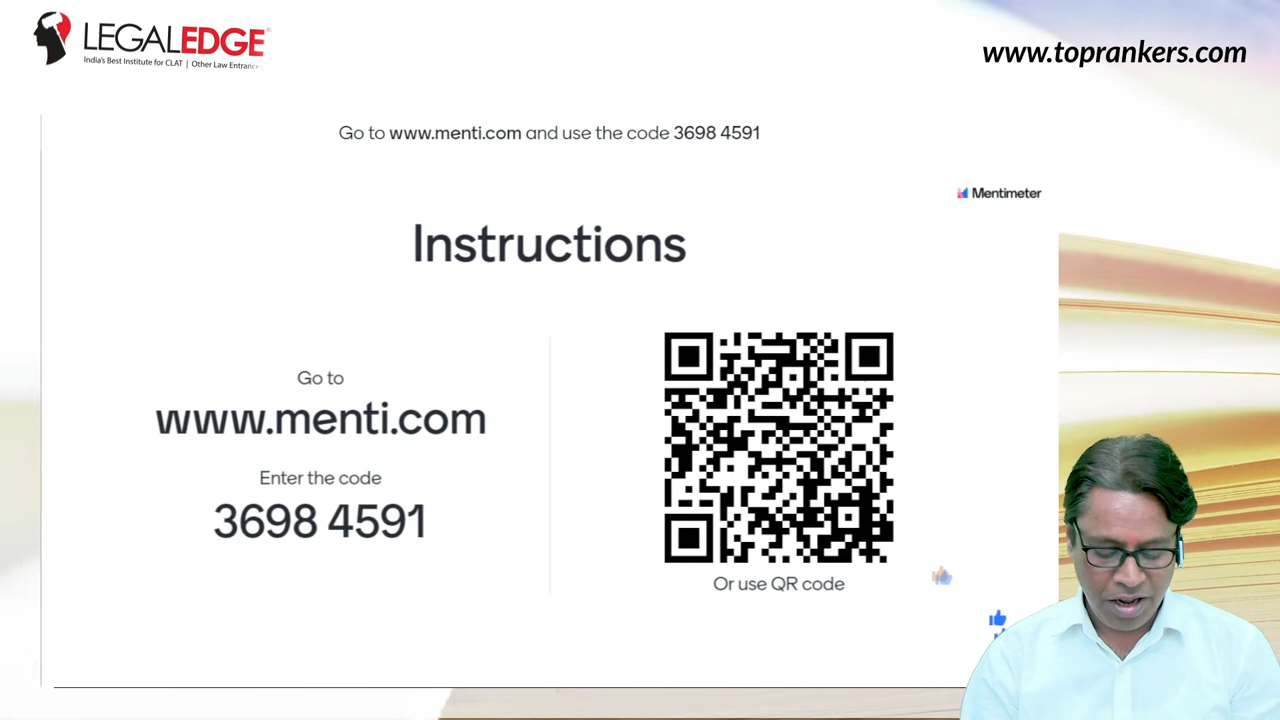 LEGALEDGE
India's Best Institute for CLAT | Other Law Entrances
www.toprankers.com
Go to www.menti.com and use the code 3698 4591
Mentimeter
Instructions
Go to
www.menti.com
Enter the code
3698 4591
Or use QR code